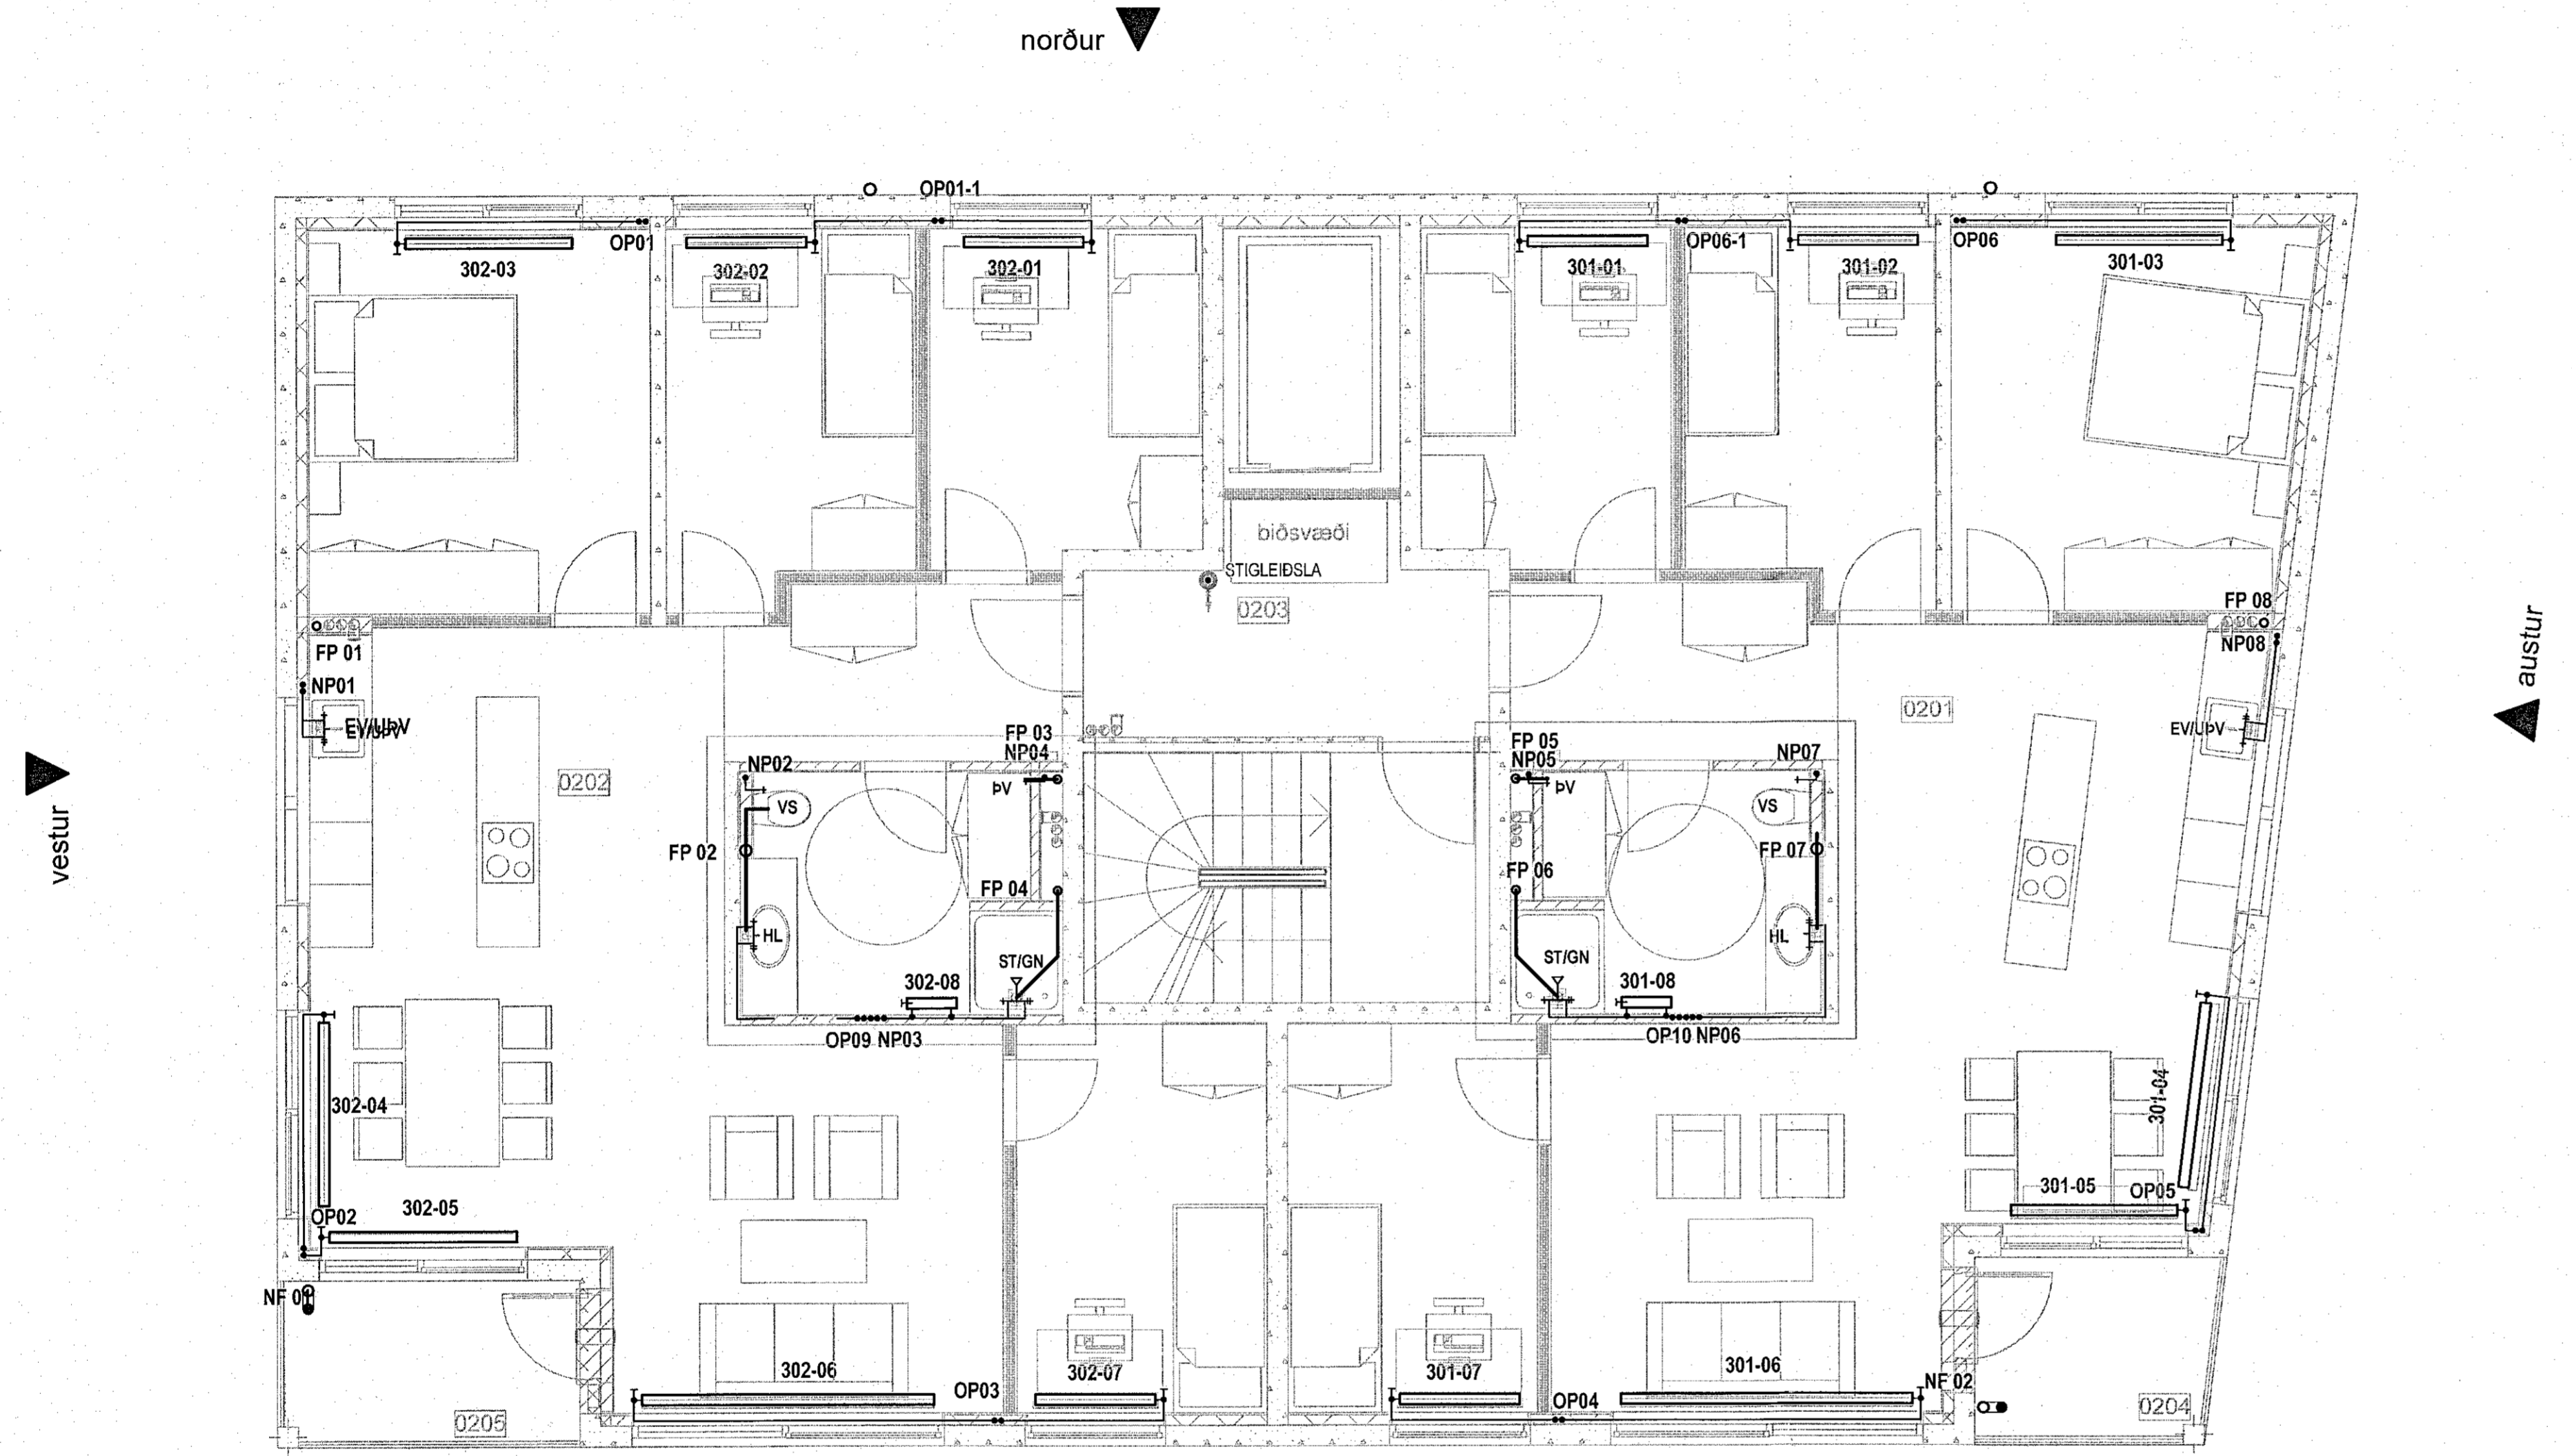 norður
OP01-1
OP01
OP06-1
OP06
302-03
302-02
302-01
301-01
301-02
301-03
biðsvæði
STIGLEIÐSLA
0203
FP 01
NP01
EV/UÞV
0202
FP 08
NP08
EV/UÞV
0201
austur
vestur
FP 03
NP04
NP02
ÞV
VS
FP 02
FP 04
HL
ST/GN
302-08
OP09 NP03
FP 05
NP05
NP07
ÞV
VS
FP 07
FP 06
HL
ST/GN
301-08
OP10 NP06
302-04
OP02
302-05
301-04
301-05
OP05
NF 01
302-06
OP03
302-07
301-07
OP04
301-06
NF 02
0205
0204